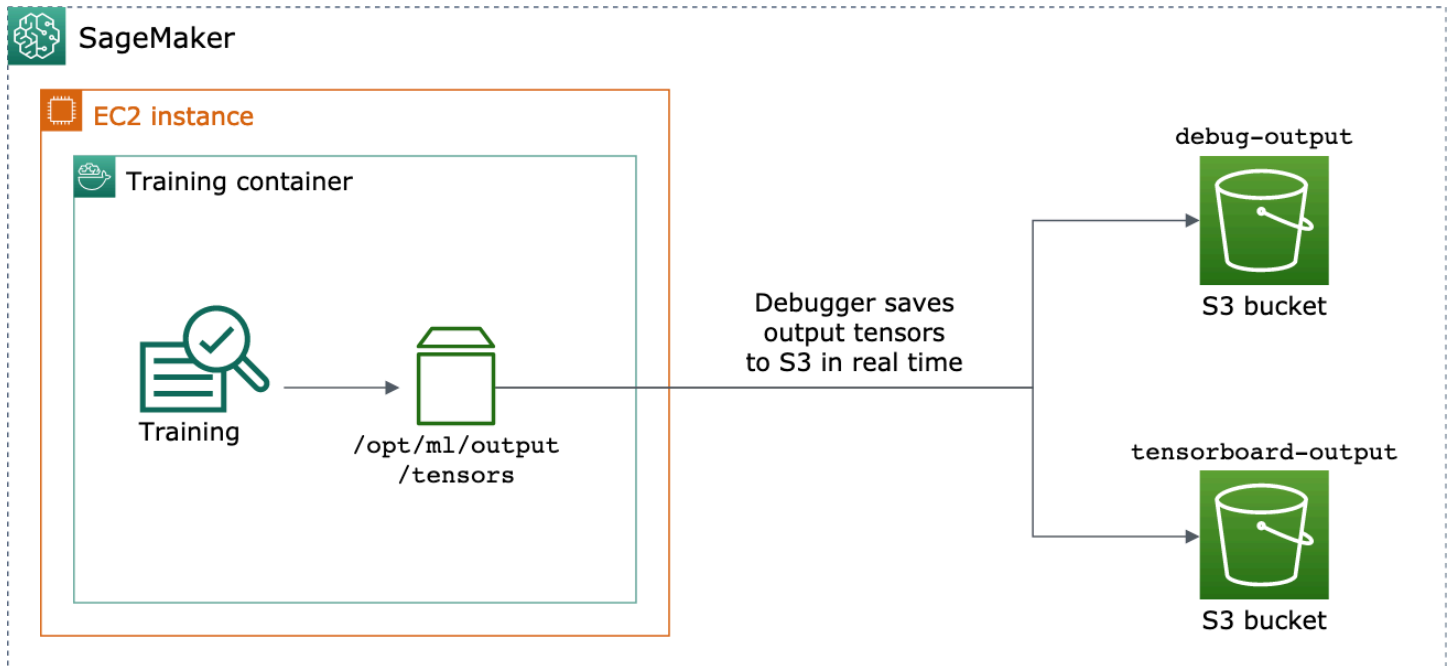 SageMaker
EC2 instance
Training container
Training
/opt/ml/output
/tensors
Debugger saves
output tensors
to S3 in real time
debug-output
S3 bucket
tensorboard-output
S3 bucket